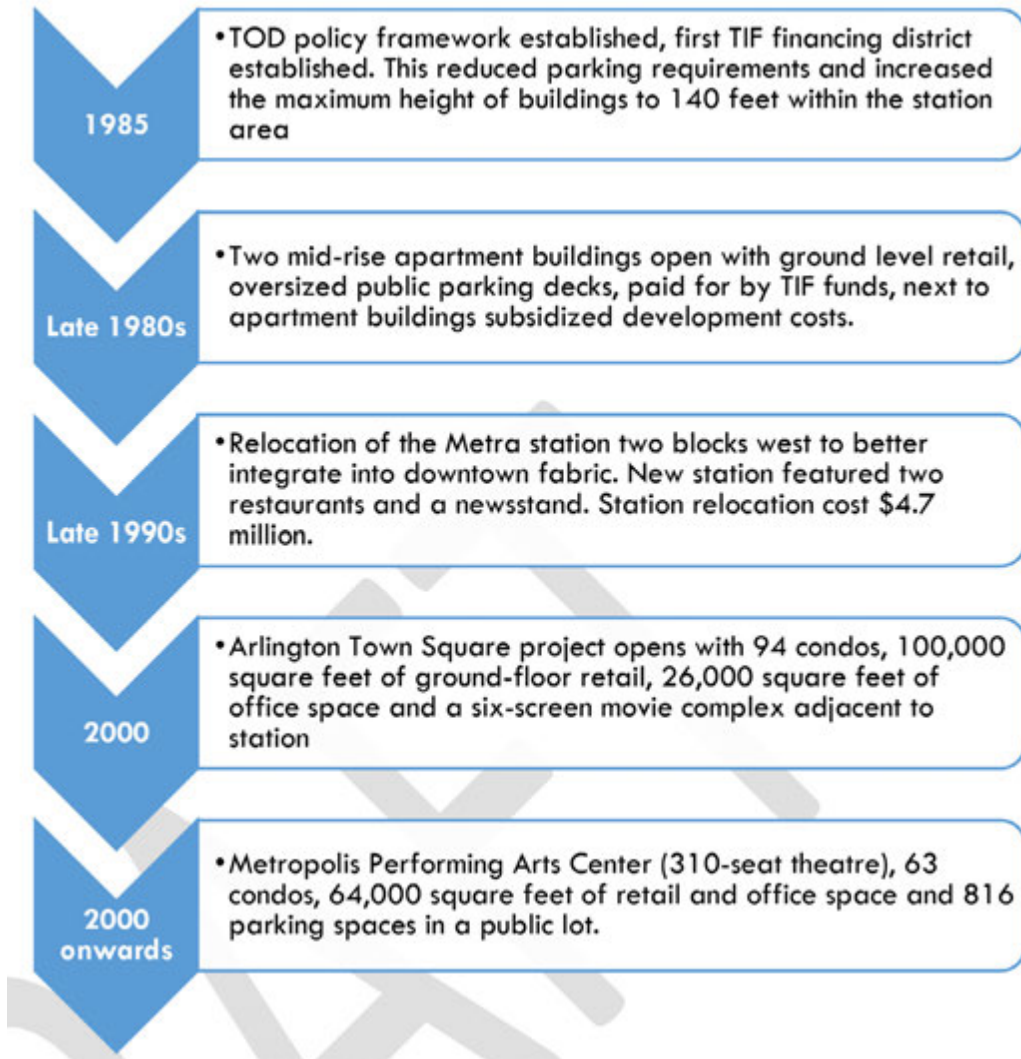 1985
•TOD policy framework established, first TIF financing district
established. This reduced parking requirements and increased
the maximum height of buildings to 140 feet within the station
area
Late 1980s
•Two mid-rise apartment buildings open with ground level retail,
oversized public parking decks, paid for by TIF funds, next to
apartment buildings subsidized development costs.
Late 1990s
•Relocation of the Metra station two blocks west to better
integrate into downtown fabric. New station featured two
restaurants and a newsstand. Station relocation cost $4.7
million.
2000
•Arlington Town Square project opens with 94 condos, 100,000
square feet of ground-floor retail, 26,000 square feet of
office space and a six-screen movie complex adjacent to
station
2000
onwards
•Metropolis Performing Arts Center (310-seat theatre), 63
condos, 64,000 square feet of retail and office space and 816
parking spaces in a public lot.